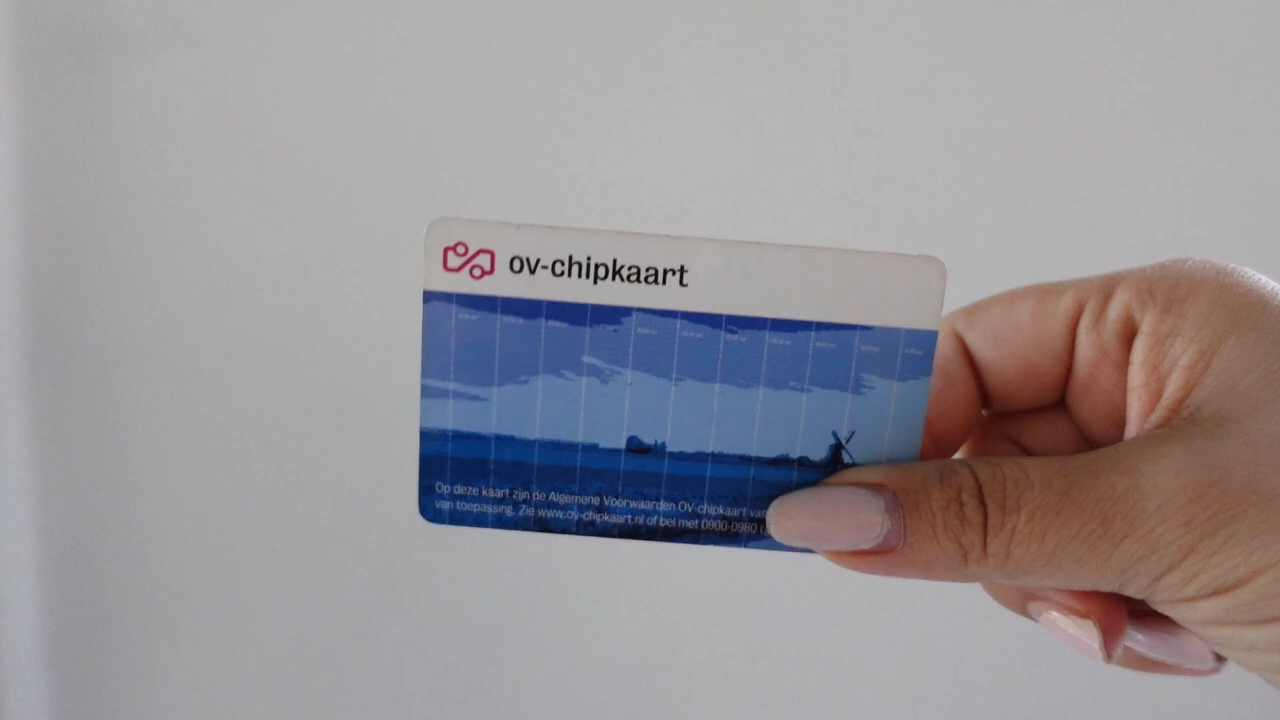 ov-chipkaart
Op deze kaart zijn de Algemene Voorwaarden OV-chipkaart
van toepassing. Zie www.ov-chipkaart.nl of bel met 0900-0980 (